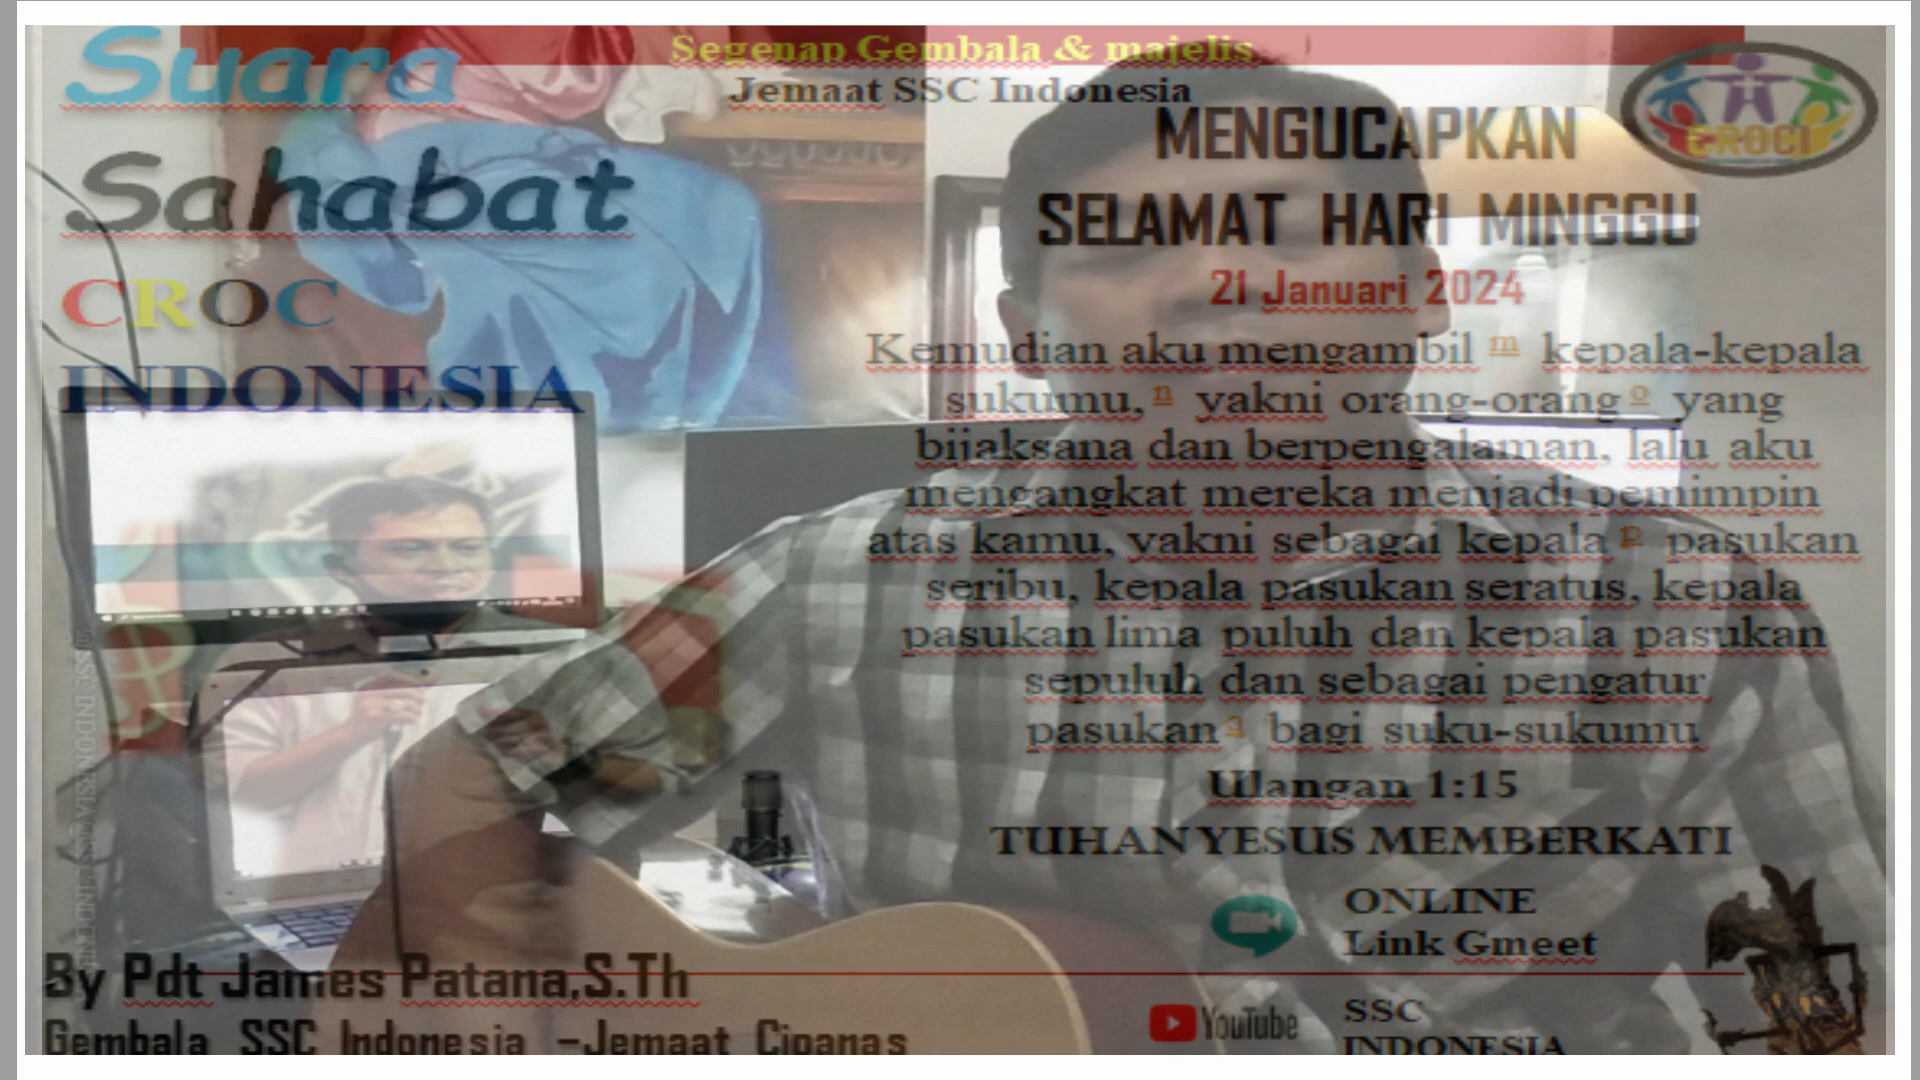 Suara
Sahabat
CROC
INDONESIA
Segenap Gembala & majelis
Jemaat SSC Indonesia
MENGUCAPKAN
SELAMAT HARI MINGGU
21 Januari 2024
CROCI
Kemudian aku mengambil m kepala-kepala
sukumu, n yakni orang-orang o yang
bijaksana dan berpengalaman, lalu aku
mengangkat mereka menjadi pemimpin
atas kamu, yakni sebagai kepala p pasukan
seribu, kepala pasukan seratus, kepala
pasukan lima puluh dan kepala pasukan
sepuluh dan sebagai pengatur
pasukan q bagi suku-sukumu
Ulangan 1:15
TUHAN YESUS MEMBERKATI
ONLINE
Link Gmeet
YouTube
SSC
INDONESIA
By Pdt James Patana,S.Th
Gembala SSC Indonesia –Jemaat Cipanas